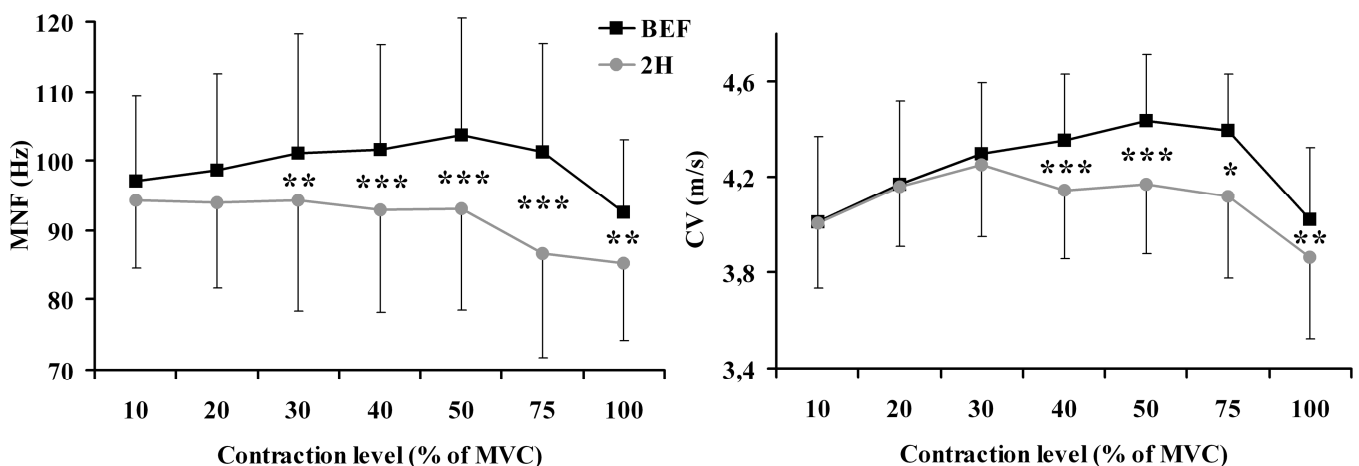 120
110
100
90
80
70
MNF (Hz)
BEF
2H
**
***
***
***
**
10 20 30 40 50 75 100
Contraction level (% of MVC)
4,6
4,2
3,8
3,4
CV (m/s)
***
***
*
**
10 20 30 40 50 75 100
Contraction level (% of MVC)